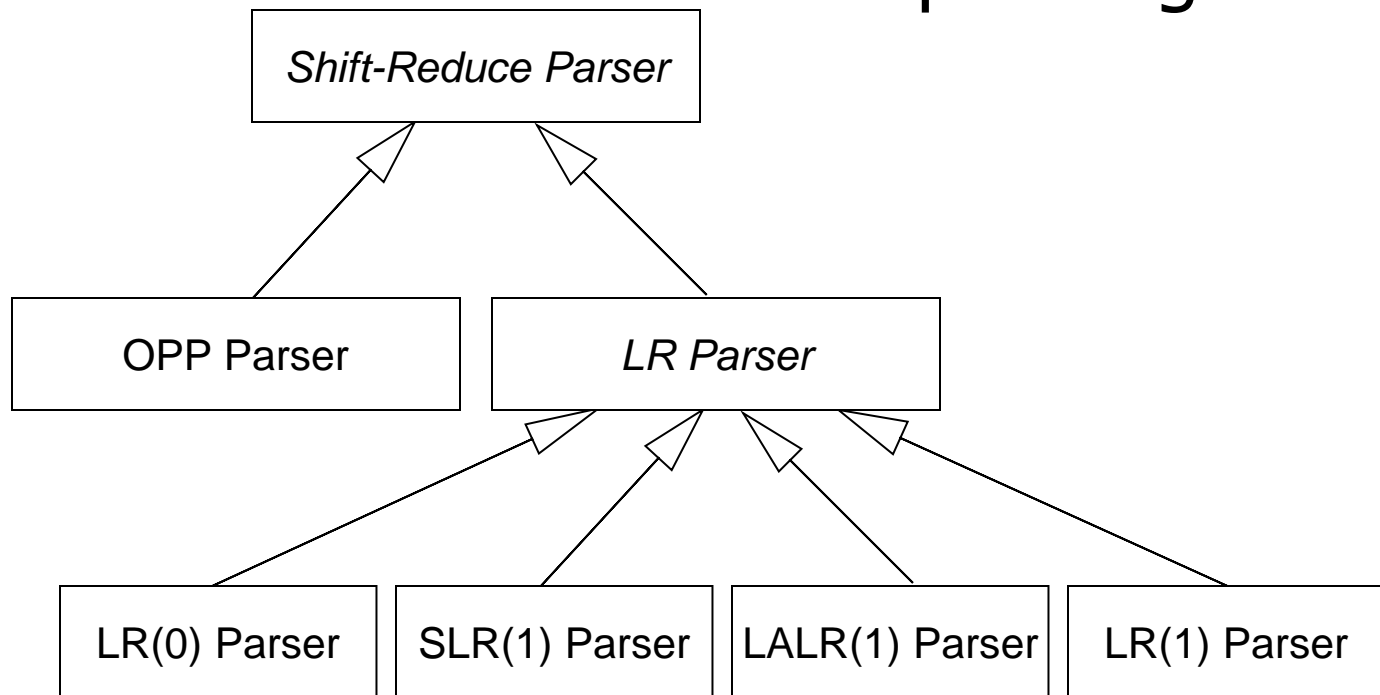 Shift-Reduce Parser
OPP Parser
LR Parser
LR(0) Parser
SLR(1) Parser
LALR(1) Parser
LR(1) Parser